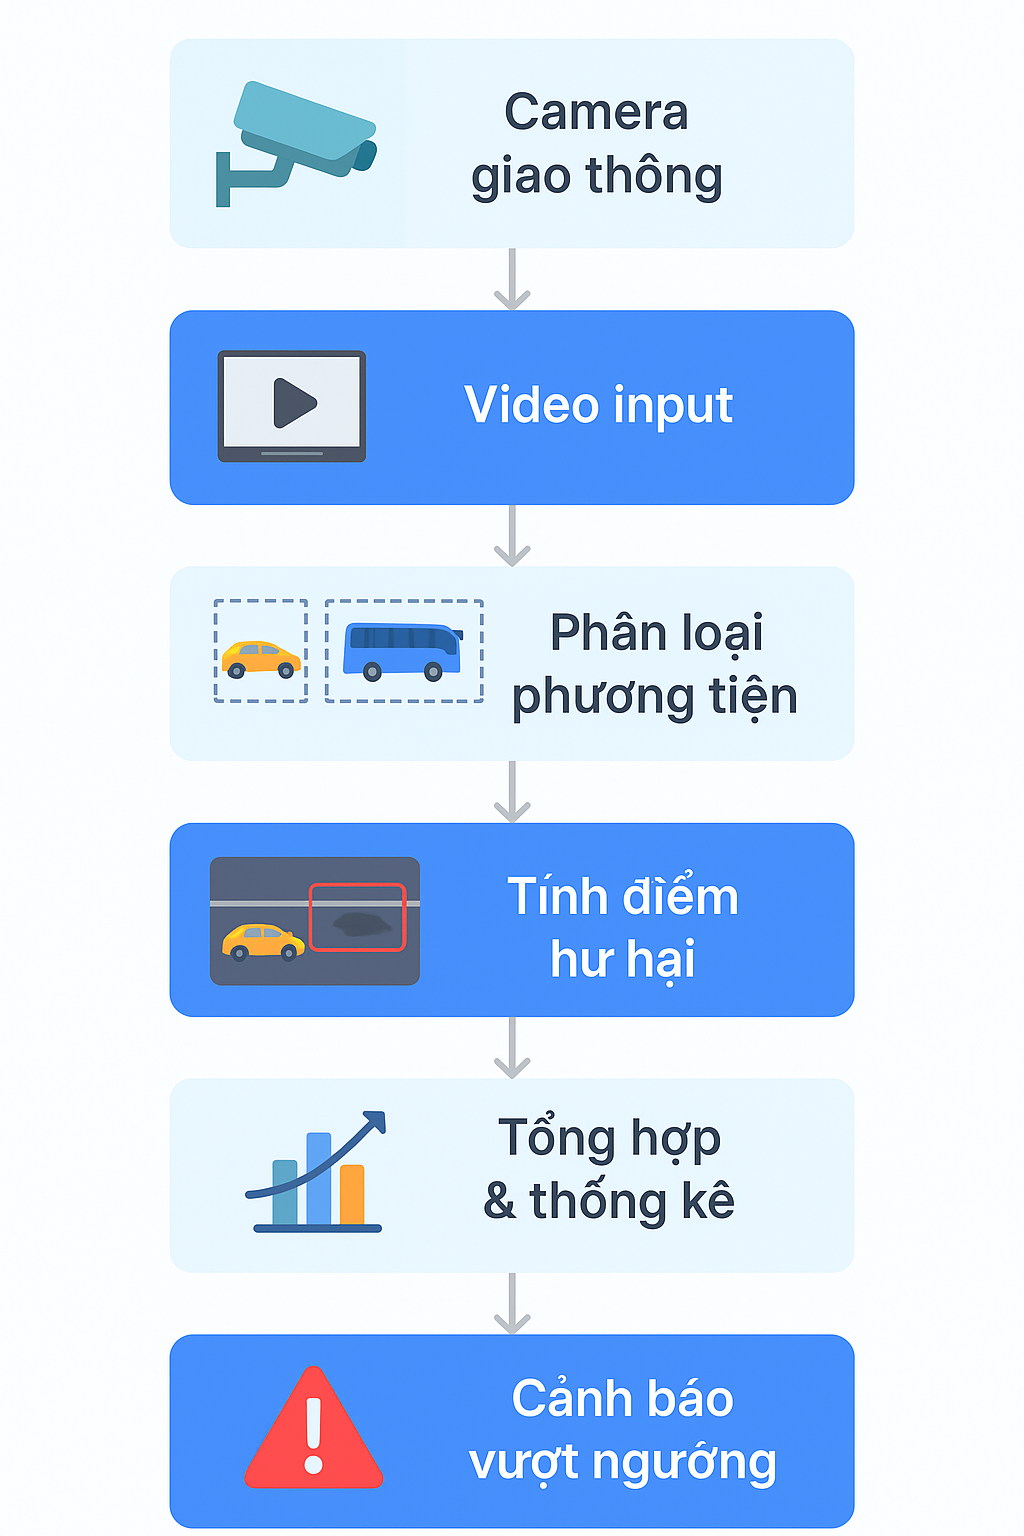 Camera
giao thông
Video input
Phân loại
phương tiện
Tính điểm
hư hại
Tổng hợp
& thống kê
Cảnh báo
vượt ngướng